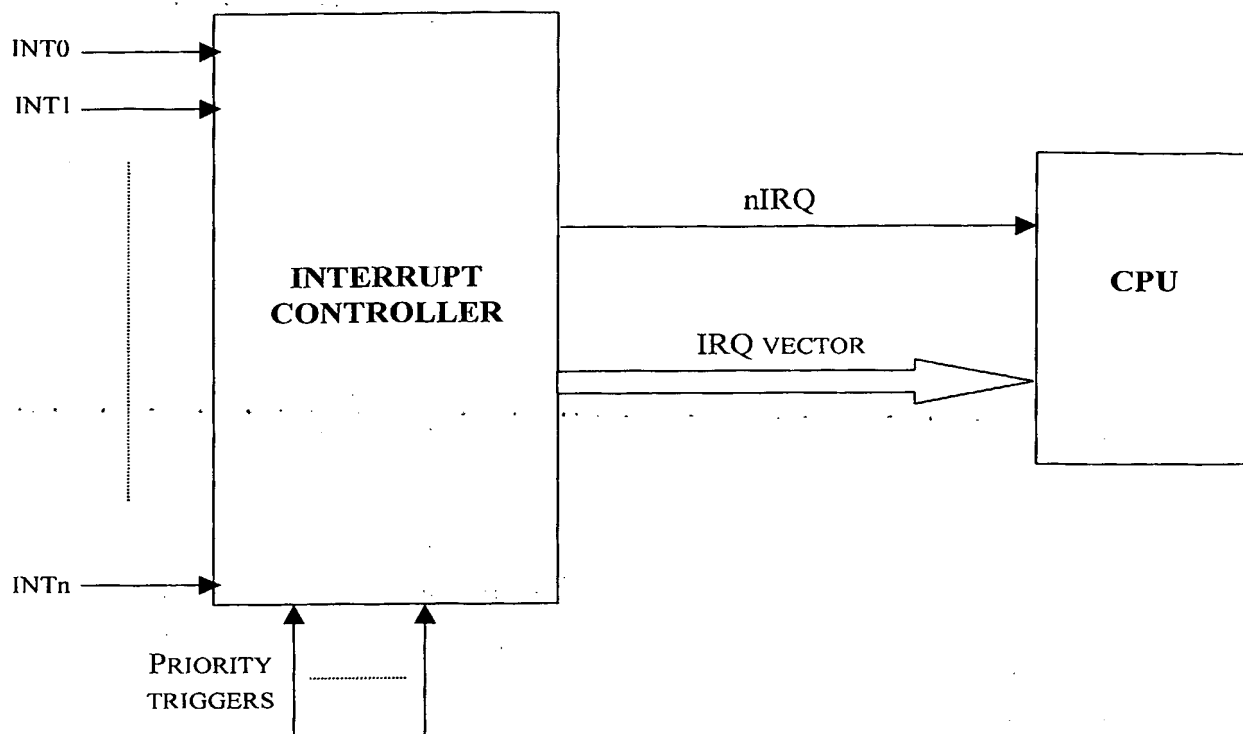 INT0
INT1
nIRQ
INTERRUPT
CONTROLLER
CPU
IRQ VECTOR
INTn
PRIORITY
TRIGGERS